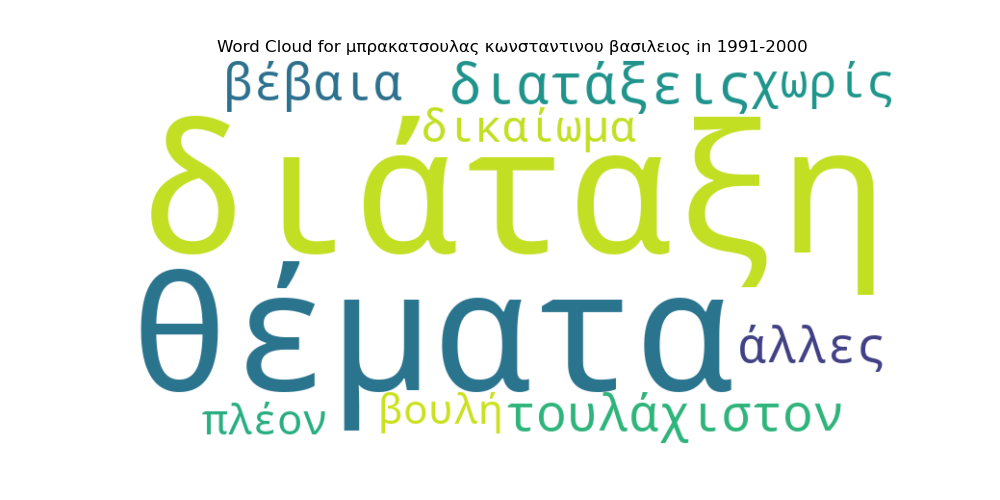 Word Cloud for μπρακατσουλας κωνσταντινου βασιλειος in 1991-2000
βέβαια διατάξεις χωρίς
δικαίωμα
διάταξη
θέματα
άλλες
πλέον βουλή τουλάχιστον